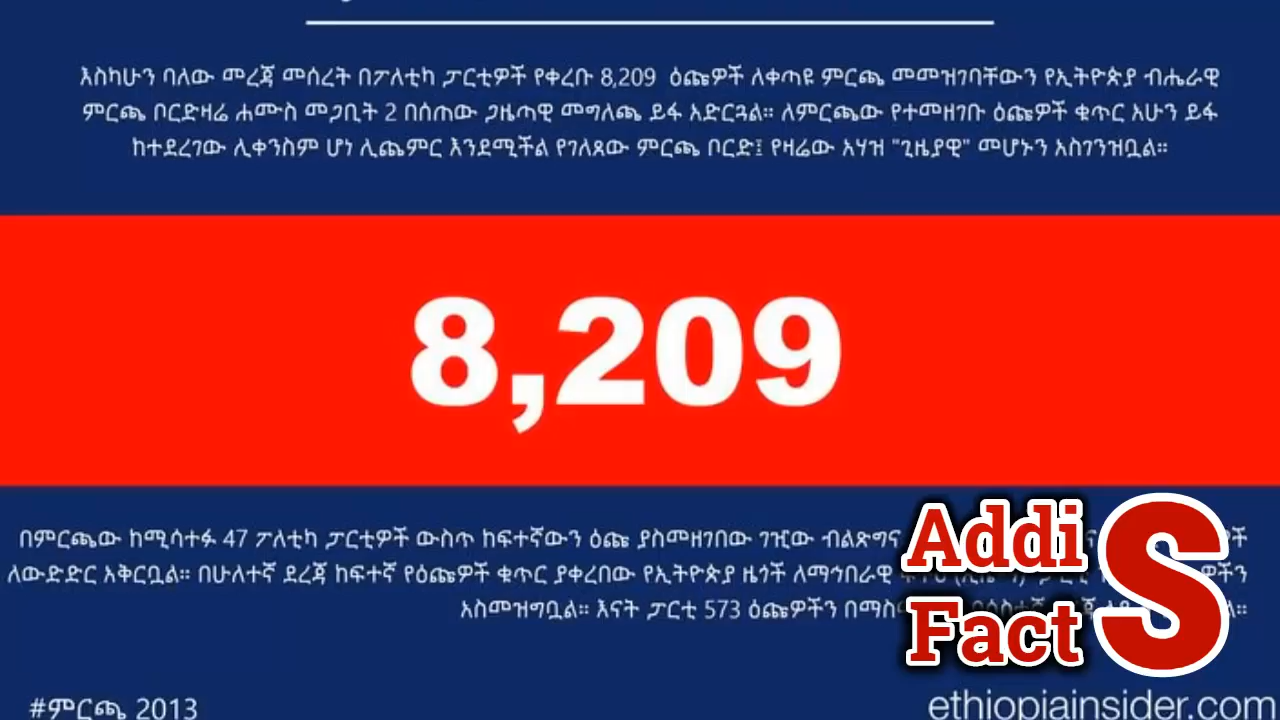 እስካሁን ባለው መረጃ መሰረት በፖለቲካ ፓርቲዎች የቀረቡ 8,209 ዕጩዎች ለቀጣዩ ምርጫ መመዝገባቸውን የኢትዮጵያ ብሔራዊ
ምርጫ ቦርድዛሬ ሐሙስ መጋቢት 2 በሰጠው ጋዜጣዊ መግለጫ ይፋ አድርጓል። ለምርጫው የተመዘገቡ ዕጩዎች ቁጥር አሁን ይፋ
ከተደረገው ሊቀንስም ሆነ ሊጨምር እንደሚችል የገለጸው ምርጫ ቦርድ፤ የዛሬው አሃዝ "ጊዜያዊ" መሆኑን አስገንዝቧል።
8,209
በምርጫው ከሚሳተፉ 47 ፖለቲካ ፓርቲዎች ውስጥ ከፍተኛውን ዕጩ ያስመዘገበው ገዢው ብልጽግና
ለውድድር አቅርቧል። በሁለተኛ ደረጃ ከፍተኛ የዕጩዎች ቁጥር ያቀረበው የኢትዮጵያ ዜጎች ለማኅበራዊ
አስመዝግቧል። እናት ፓርቲ 573 ዕጩዎችን
Addi S
Fact
#ምርጫ 2013
ethiopiainsider.com